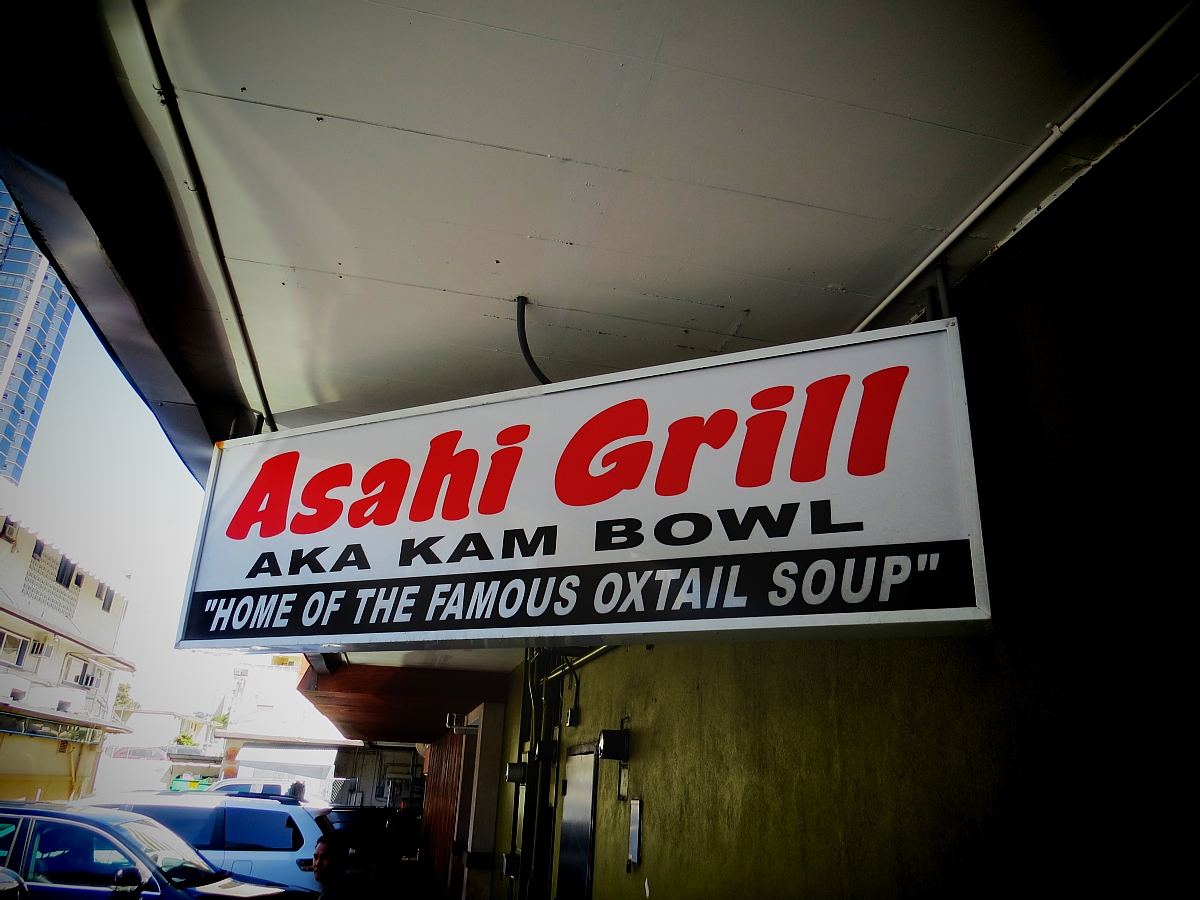 Asahi Grill
AKA KAM BOWL
"HOME OF THE FAMOUS OXTAIL SOUP"